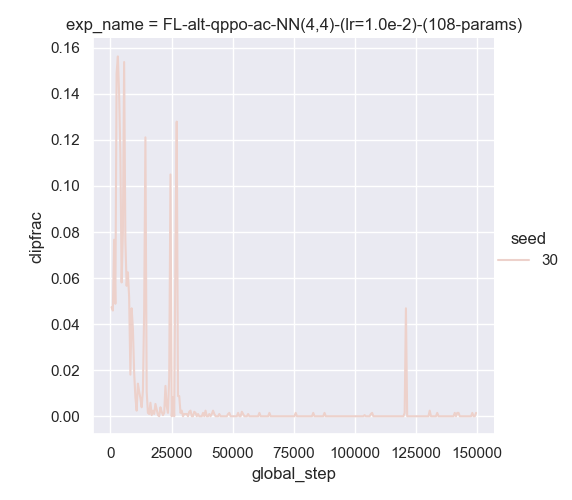 exp_name = FL-alt-qppo-ac-NN(4,4)-(lr=1.0e-2)-(108-params)
0.16
0.14
0.12
0.10
0.08
0.06
0.04
0.02
0.00
clipfrac
0 25000 50000 75000 100000 125000 150000
global_step
seed
30